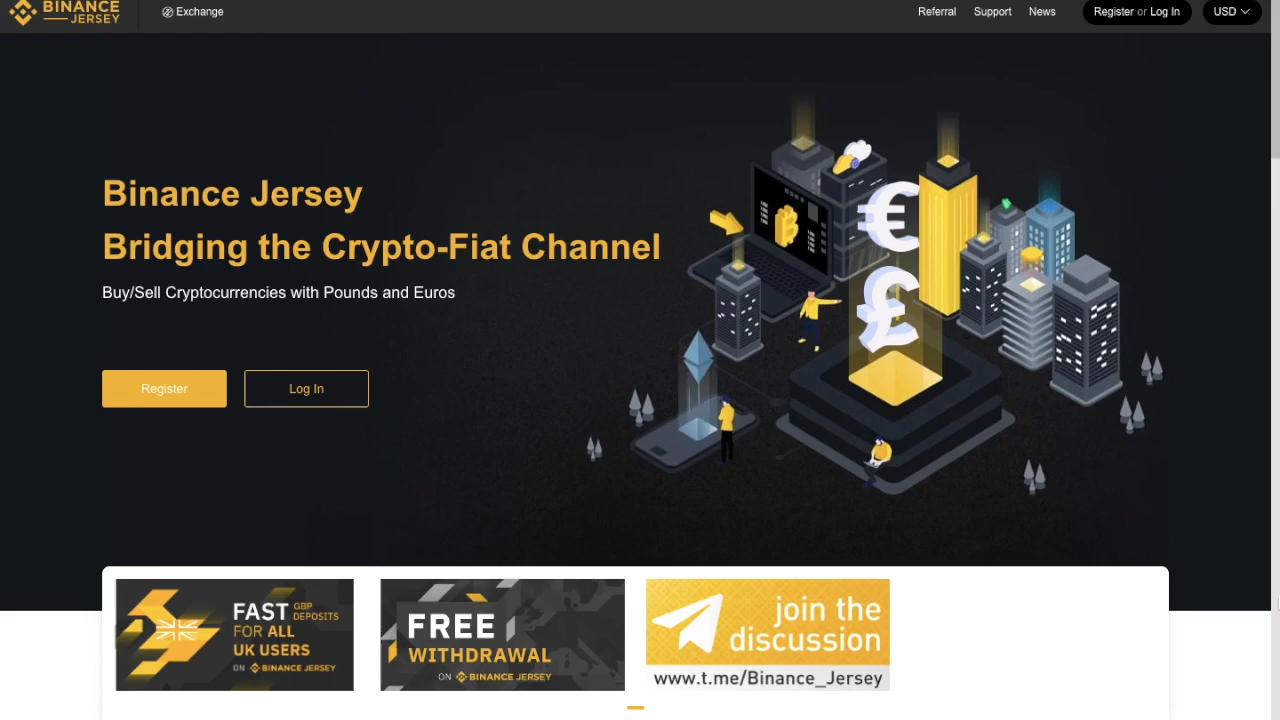 BINANCE
JERSEY
Exchange
Referral
Support
News
Register or Log In
USD
Binance Jersey
Bridging the Crypto-Fiat Channel
Buy/Sell Cryptocurrencies with Pounds and Euros
Register
Log In
€
£
FAST GBP DEPOSITS
FOR ALL
UK USERS
ON BINANCE JERSEY
FREE
WITHDRAWAL
ON BINANCE JERSEY
join the
discussion
www.t.me/Binance_Jersey